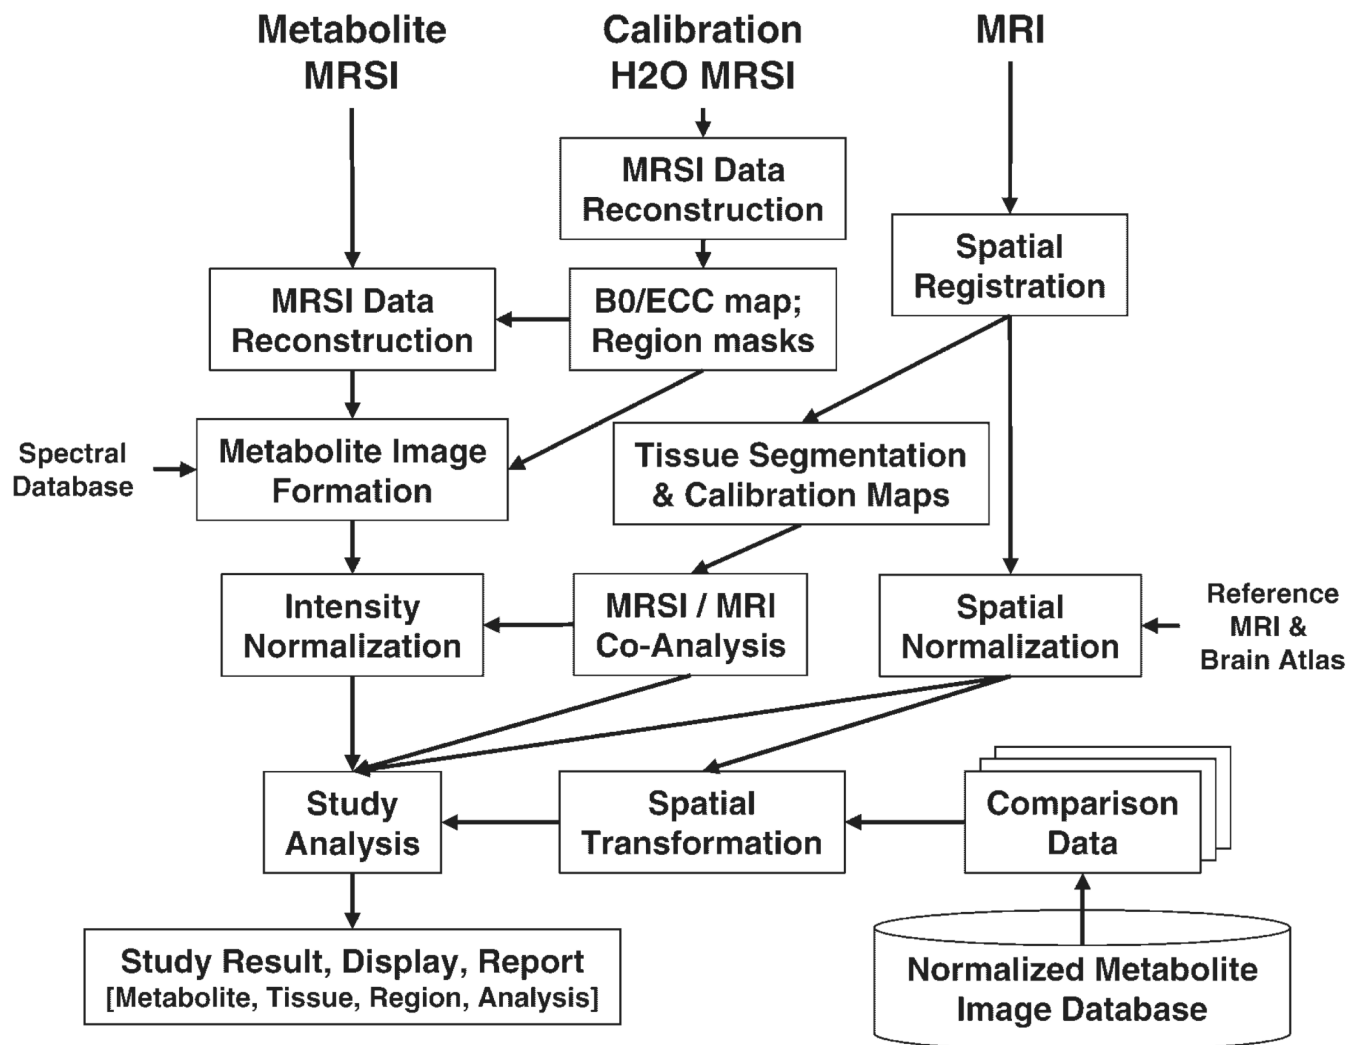 Metabolite
MRSI
Calibration
H2O MRSI
MRI
MRSI Data
Reconstruction
Spatial
Registration
MRSI Data
Reconstruction
B0/ECC map;
Region masks
Spectral
Database
Metabolite Image
Formation
Tissue Segmentation
& Calibration Maps
Intensity
Normalization
MRSI / MRI
Co-Analysis
Spatial
Normalization
Reference
MRI &
Brain Atlas
Study
Analysis
Spatial
Transformation
Comparison
Data
Study Result, Display, Report
[Metabolite, Tissue, Region, Analysis]
Normalized Metabolite
Image Database